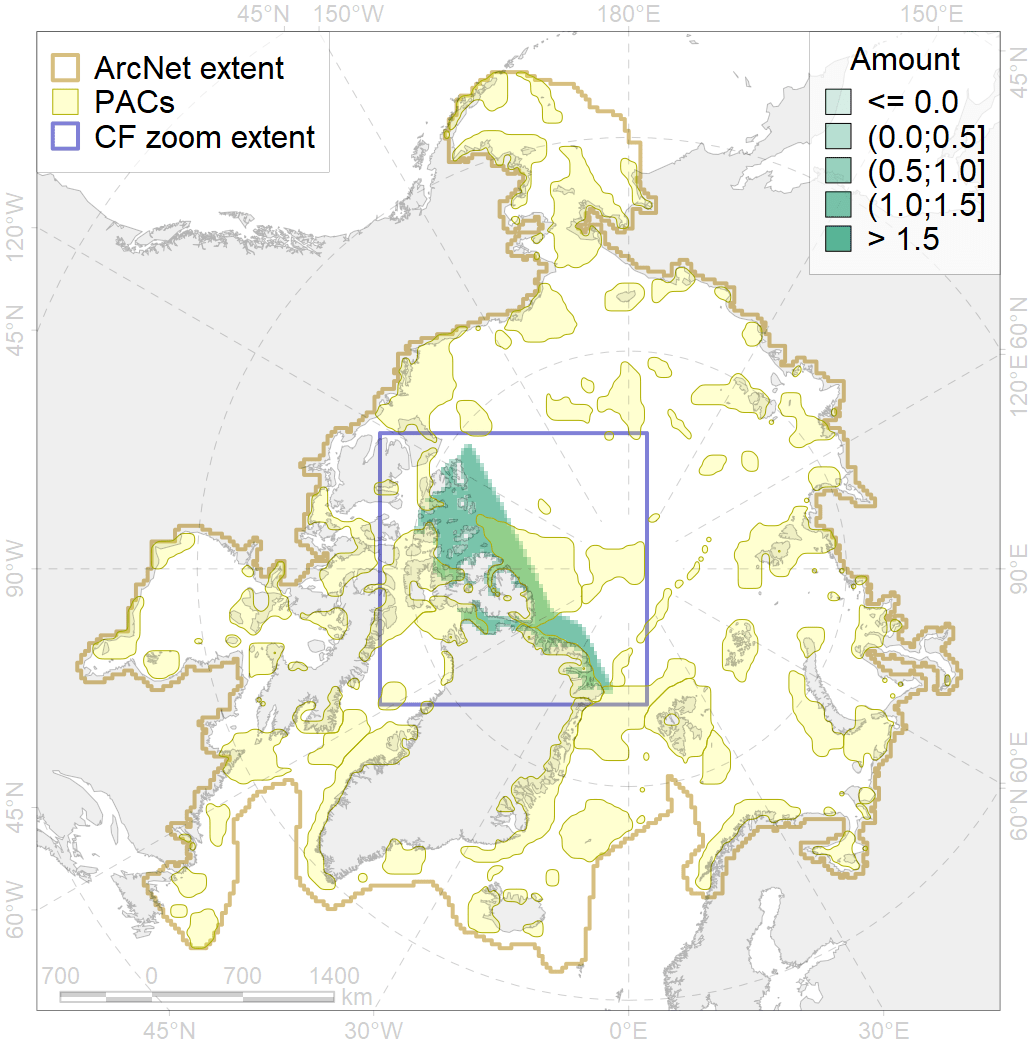 45°N 150°W 180°E 150°E
ArcNet extent
PACs
CF zoom extent
Amount
<= 0.0
(0.0;0.5]
(0.5;1.0]
(1.0;1.5]
> 1.5
45°N
120°W
60°N
45°N
120°E
90°W
90°E
60°E
45°N
60°N
60°W
700 0 700 1400
km
45°N 30°W 0°E 30°E